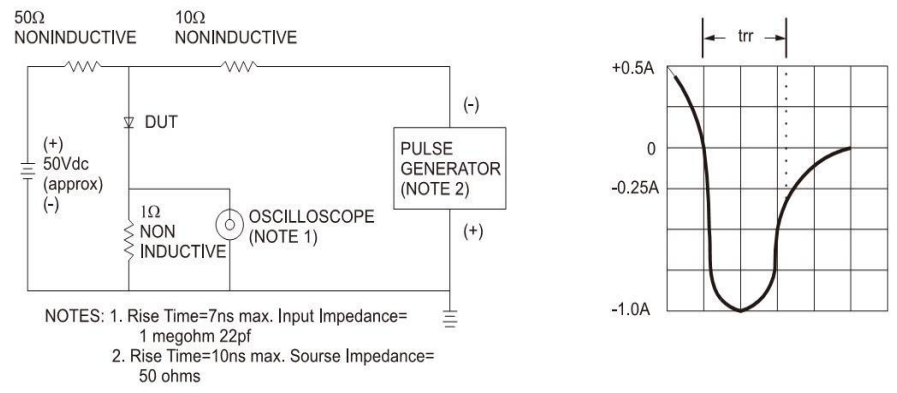 50Ω
NONINDUCTIVE
10Ω
NONINDUCTIVE
DUT
(+)
50Vdc
(approx)
(-)
1Ω
NON
INDUCTIVE
OSCILLOSCOPE
(NOTE 1)
(-)
PULSE
GENERATOR
(NOTE 2)
(+)
NOTES: 1. Rise Time=7ns max. Input Impedance=
1 megohm 22pf
2. Rise Time=10ns max. Sourse Impedance=
50 ohms
trr
+0.5A
0
-0.25A
-1.0A